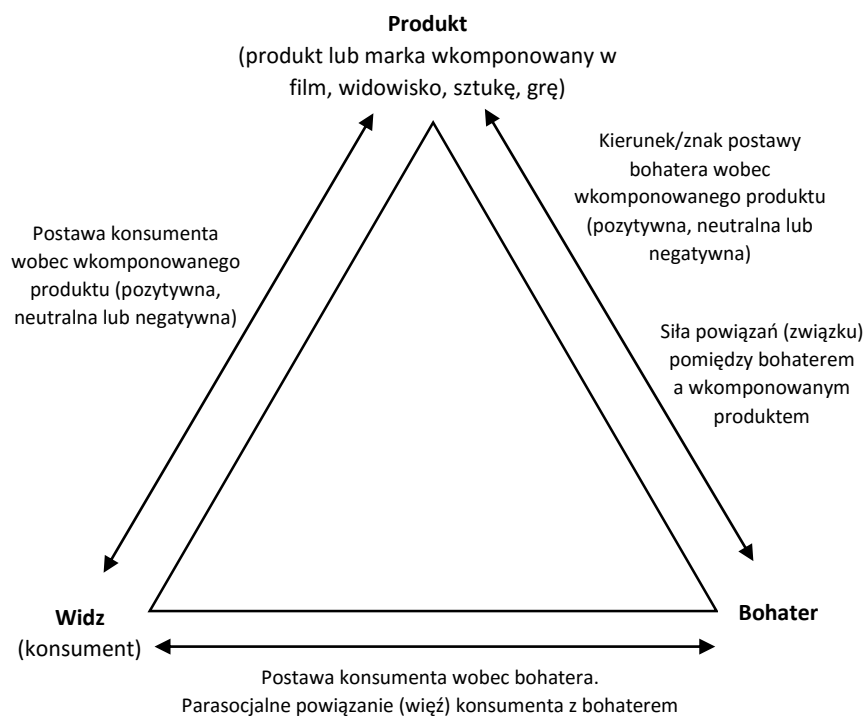 Produkt
(produkt lub marka wkomponowany w
film, widowisko, sztukę, grę)
Kierunek/znak postawy
bohatera wobec
wkomponowanego produktu
(pozytywna, neutralna lub
negatywna)
Postawa konsumenta
wobec wkomponowanego
produktu (pozytywna,
neutralna lub negatywna)
Siła powiązań (związku)
pomiędzy bohaterem
a wkomponowanym
produktem
Widz
(konsument)
Bohater
Postawa konsumenta wobec bohatera.
Parasocjalne powiązanie (więź) konsumenta z bohaterem